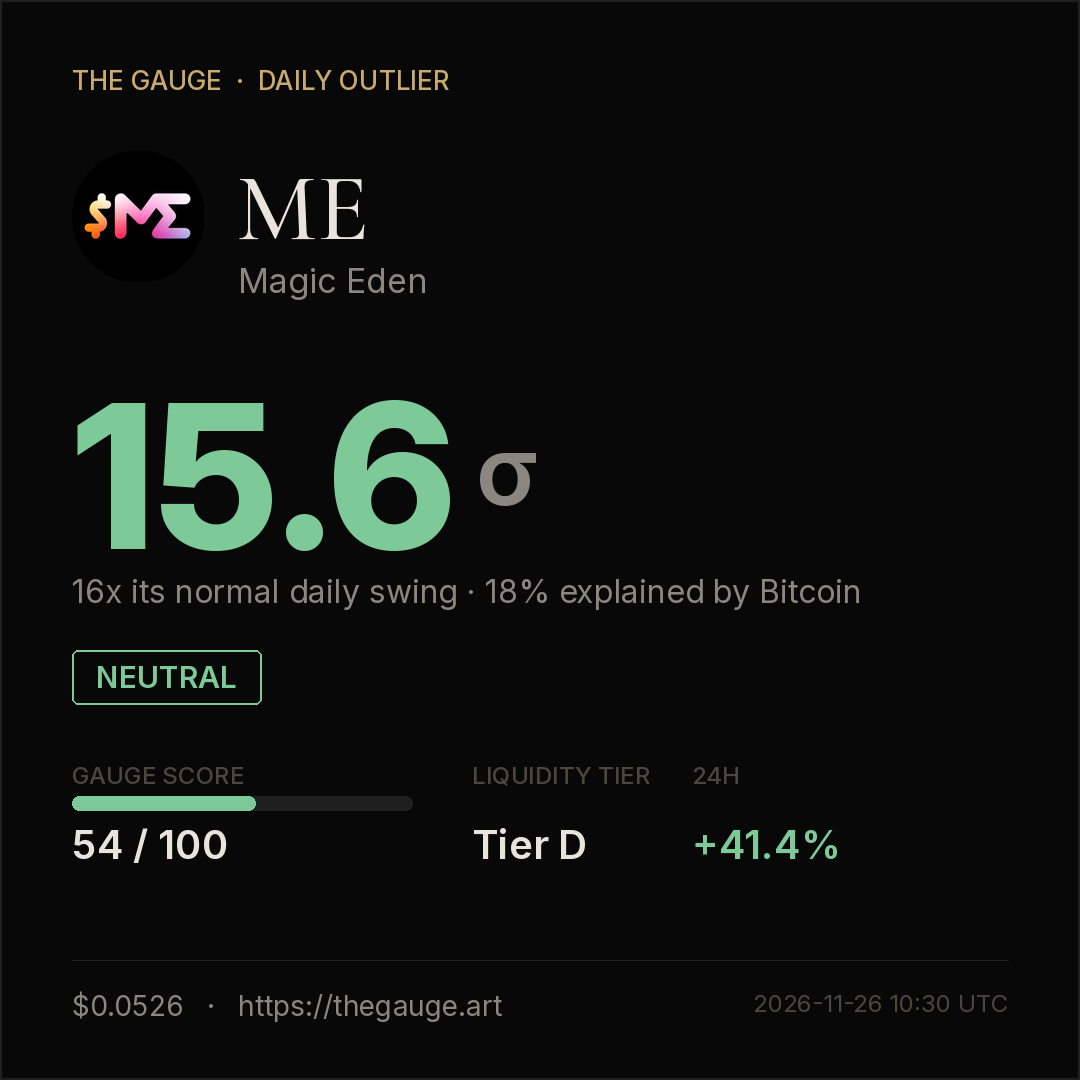 THE GAUGE · DAILY OUTLIER
$ME
ME
Magic Eden
15.6 σ
16x its normal daily swing · 18% explained by Bitcoin
NEUTRAL
GAUGE SCORE LIQUIDITY TIER 24H
54 / 100 Tier D +41.4%
$0.0526 · https://thegauge.art 2026-11-26 10:30 UTC